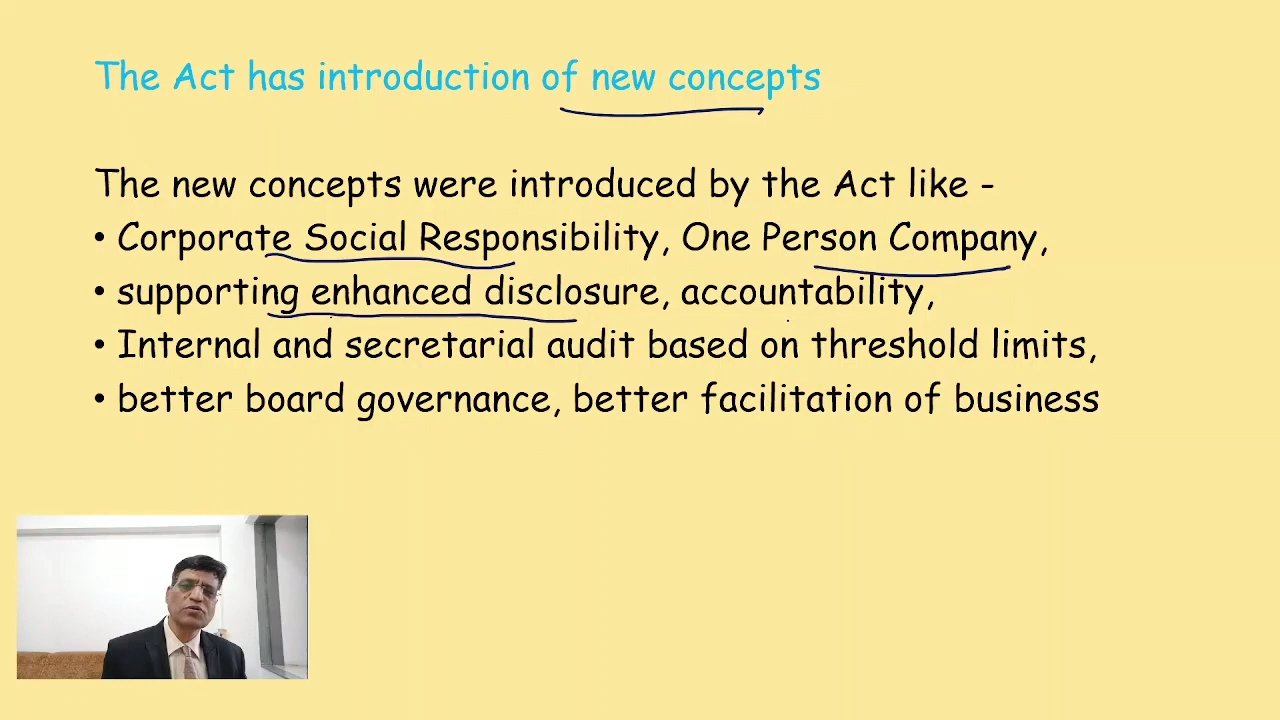 The Act has introduction of new concepts
The new concepts were introduced by the Act like -
• Corporate Social Responsibility, One Person Company,
• supporting enhanced disclosure, accountability,
• Internal and secretarial audit based on threshold limits,
• better board governance, better facilitation of business